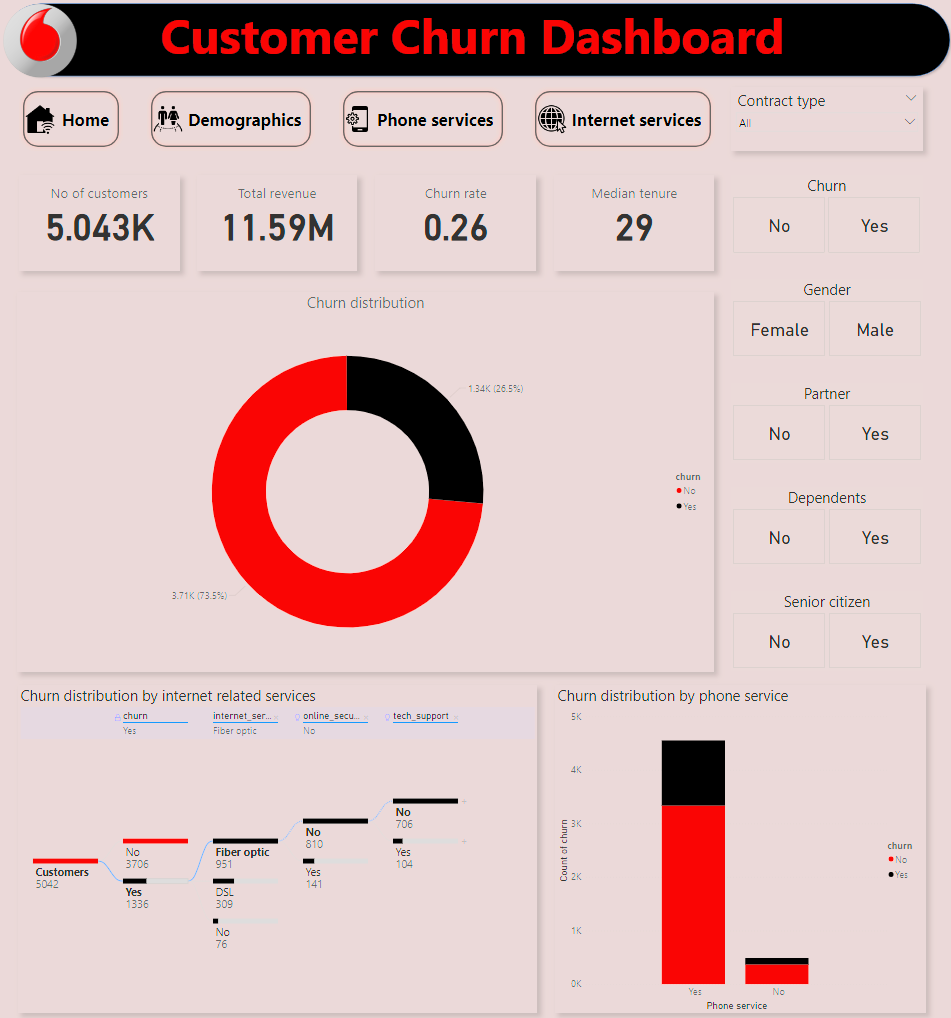 Customer Churn Dashboard
Home
Demographics
Phone services
Internet services
Contract type
All
No of customers
5.043K
Total revenue
11.59M
Churn rate
0.26
Median tenure
29
Churn
No
Yes
Gender
Female
Male
Partner
No
Yes
Dependents
No
Yes
Senior citizen
No
Yes
Churn distribution
1.34K (26.5%)
3.71K (73.5%)
churn
No
Yes
Churn distribution by internet related services
churn
Yes
internet_ser...
Fiber optic
online_secu...
No
tech_support
Customers
5042
No
3706
Yes
1336
Fiber optic
951
DSL
309
No
76
No
810
Yes
141
No
706
Yes
104
Churn distribution by phone service
Count of churn
5K
4K
3K
2K
1K
0K
Yes
No
Phone service
churn
No
Yes